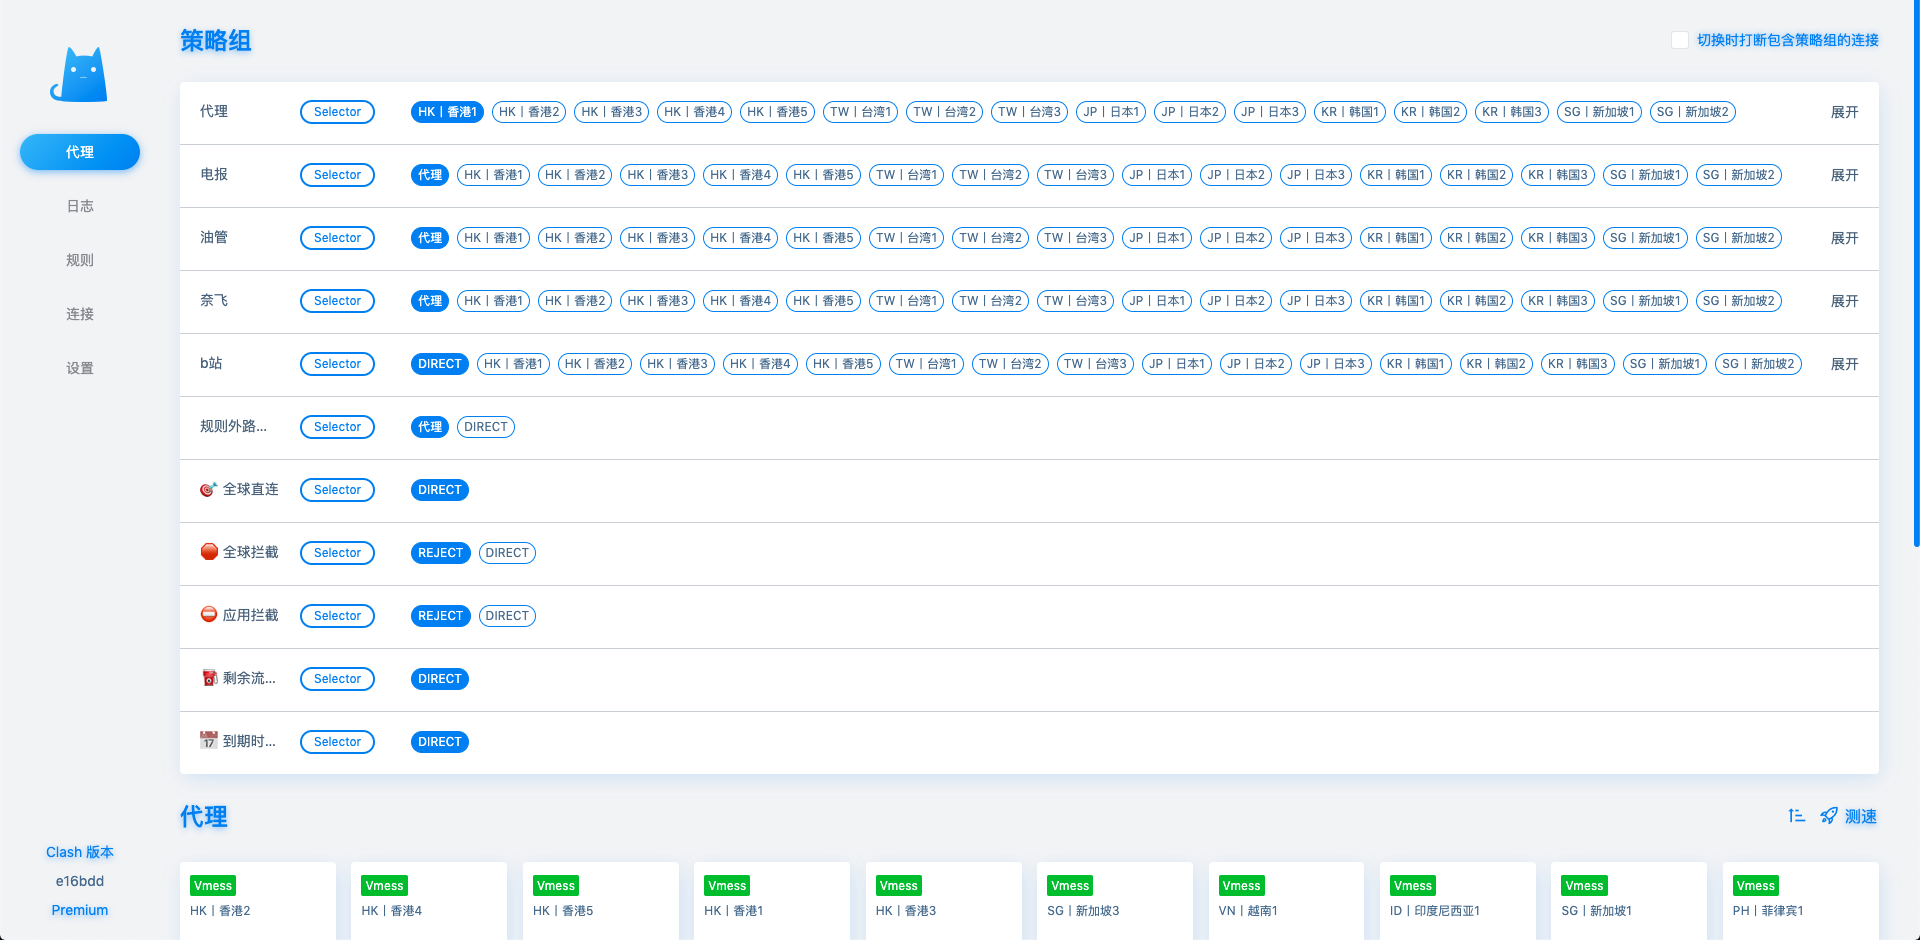 策略组
切换时打断包含策略组的连接
代理
日志
规则
连接
设置
代理 Selector HK丨香港1 HK丨香港2 HK丨香港3 HK丨香港4 HK丨香港5 TW丨台湾1 TW丨台湾2 TW丨台湾3 JP丨日本1 JP丨日本2 JP丨日本3 KR丨韩国1 KR丨韩国2 KR丨韩国3 SG丨新加坡1 SG丨新加坡2 展开
电报 Selector 代理 HK丨香港1 HK丨香港2 HK丨香港3 HK丨香港4 HK丨香港5 TW丨台湾1 TW丨台湾2 TW丨台湾3 JP丨日本1 JP丨日本2 JP丨日本3 KR丨韩国1 KR丨韩国2 KR丨韩国3 SG丨新加坡1 SG丨新加坡2 展开
油管 Selector 代理 HK丨香港1 HK丨香港2 HK丨香港3 HK丨香港4 HK丨香港5 TW丨台湾1 TW丨台湾2 TW丨台湾3 JP丨日本1 JP丨日本2 JP丨日本3 KR丨韩国1 KR丨韩国2 KR丨韩国3 SG丨新加坡1 SG丨新加坡2 展开
奈飞 Selector 代理 HK丨香港1 HK丨香港2 HK丨香港3 HK丨香港4 HK丨香港5 TW丨台湾1 TW丨台湾2 TW丨台湾3 JP丨日本1 JP丨日本2 JP丨日本3 KR丨韩国1 KR丨韩国2 KR丨韩国3 SG丨新加坡1 SG丨新加坡2 展开
b站 Selector DIRECT HK丨香港1 HK丨香港2 HK丨香港3 HK丨香港4 HK丨香港5 TW丨台湾1 TW丨台湾2 TW丨台湾3 JP丨日本1 JP丨日本2 JP丨日本3 KR丨韩国1 KR丨韩国2 KR丨韩国3 SG丨新加坡1 SG丨新加坡2 展开
规则外路... Selector 代理 DIRECT
🎯 全球直连 Selector DIRECT
🛑 全球拦截 Selector REJECT DIRECT
⛔ 应用拦截 Selector REJECT DIRECT
⛽ 剩余流... Selector DIRECT
📅 到期时... Selector DIRECT
代理
测速
Vmess Vmess Vmess Vmess Vmess Vmess Vmess Vmess Vmess Vmess
HK丨香港2 HK丨香港4 HK丨香港5 HK丨香港1 HK丨香港3 SG丨新加坡3 VN丨越南1 ID丨印度尼西亚1 SG丨新加坡1 PH丨菲律宾1
Clash 版本
e16bdd
Premium